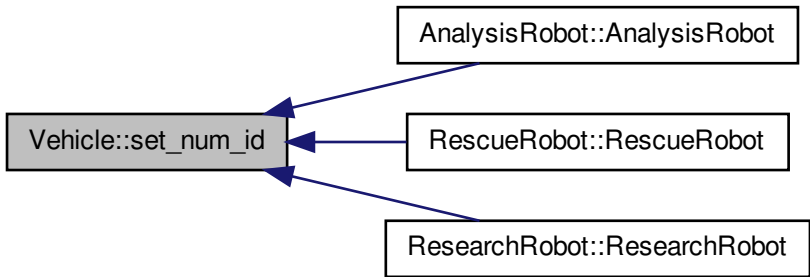 AnalysisRobot::AnalysisRobot
Vehicle::set_num_id
RescueRobot::RescueRobot
ResearchRobot::ResearchRobot